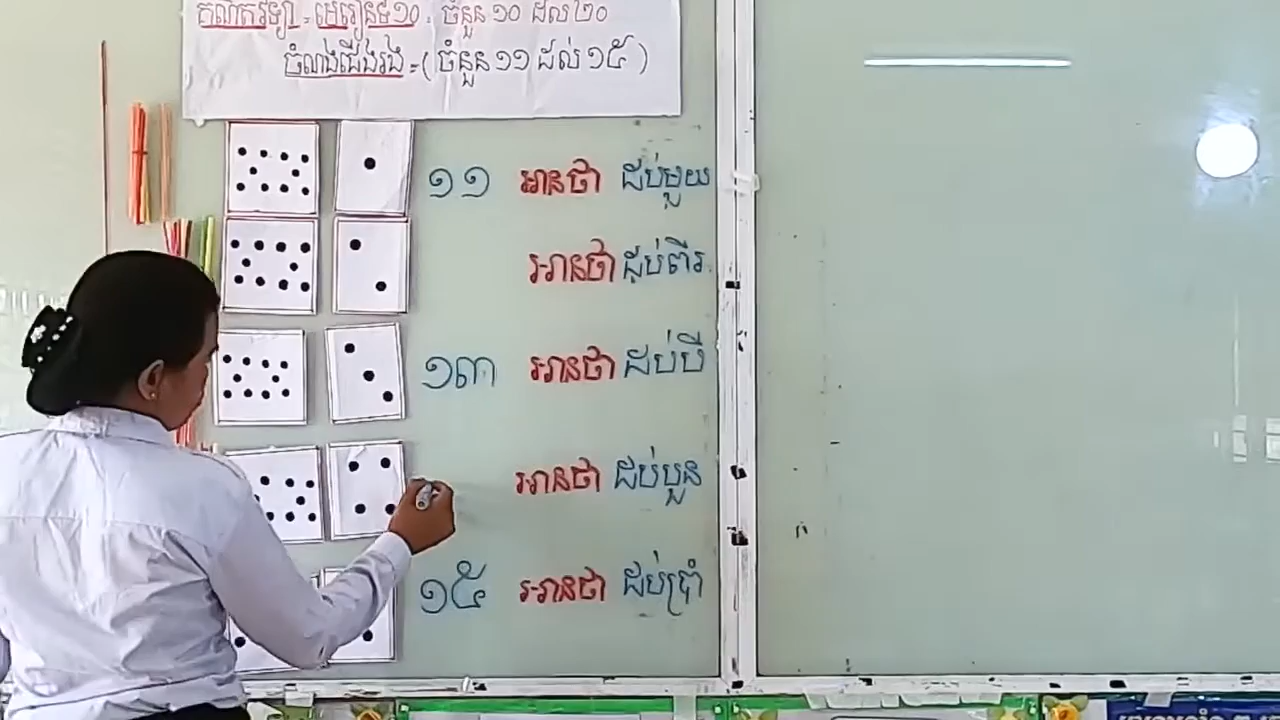 គណិតវិទ្យា = មេរៀនទី១០ : ចំនួន ១០ ដល់ ២០
ចំណងជើងរង = ( ចំនួន ១១ ដល់ ១៥ )
១១ អានថា ដប់មួយ
អានថា ដប់ពីរ
១៣ អានថា ដប់បី
អានថា ដប់បួន
១៥ អានថា ដប់ប្រាំ